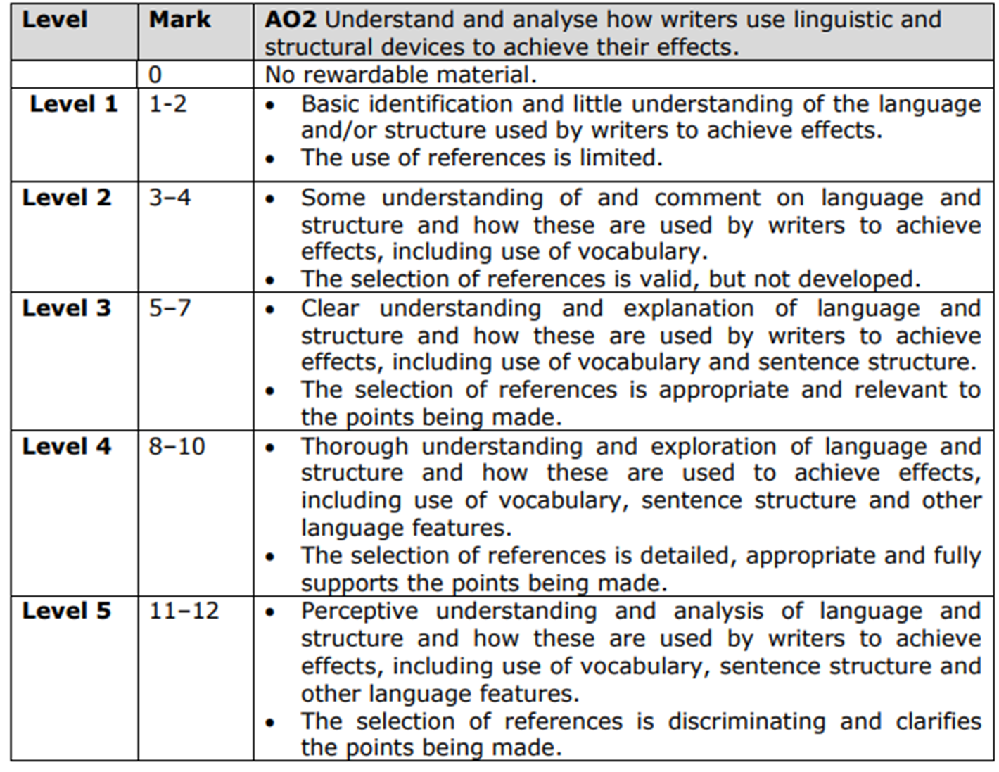 Level Mark AO2 Understand and analyse how writers use linguistic and
structural devices to achieve their effects.
0 No rewardable material.
Level 1 1-2 • Basic identification and little understanding of the language
and/or structure used by writers to achieve effects.
• The use of references is limited.
Level 2 3–4 • Some understanding of and comment on language and
structure and how these are used by writers to achieve
effects, including use of vocabulary.
• The selection of references is valid, but not developed.
Level 3 5–7 • Clear understanding and explanation of language and
structure and how these are used by writers to achieve
effects, including use of vocabulary and sentence structure.
• The selection of references is appropriate and relevant to
the points being made.
Level 4 8–10 • Thorough understanding and exploration of language and
structure and how these are used to achieve effects,
including use of vocabulary, sentence structure and other
language features.
• The selection of references is detailed, appropriate and fully
supports the points being made.
Level 5 11–12 • Perceptive understanding and analysis of language and
structure and how these are used by writers to achieve
effects, including use of vocabulary, sentence structure and
other language features.
• The selection of references is discriminating and clarifies
the points being made.